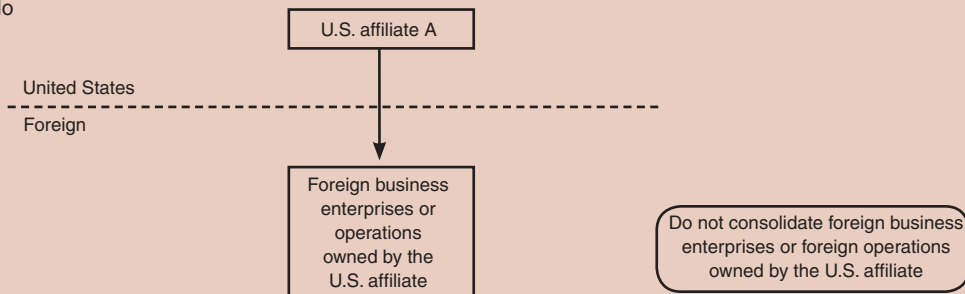 U.S. affiliate A
United States
Foreign
Foreign business
enterprises or
operations
owned by the
U.S. affiliate
Do not consolidate foreign business
enterprises or foreign operations
owned by the U.S. affiliate